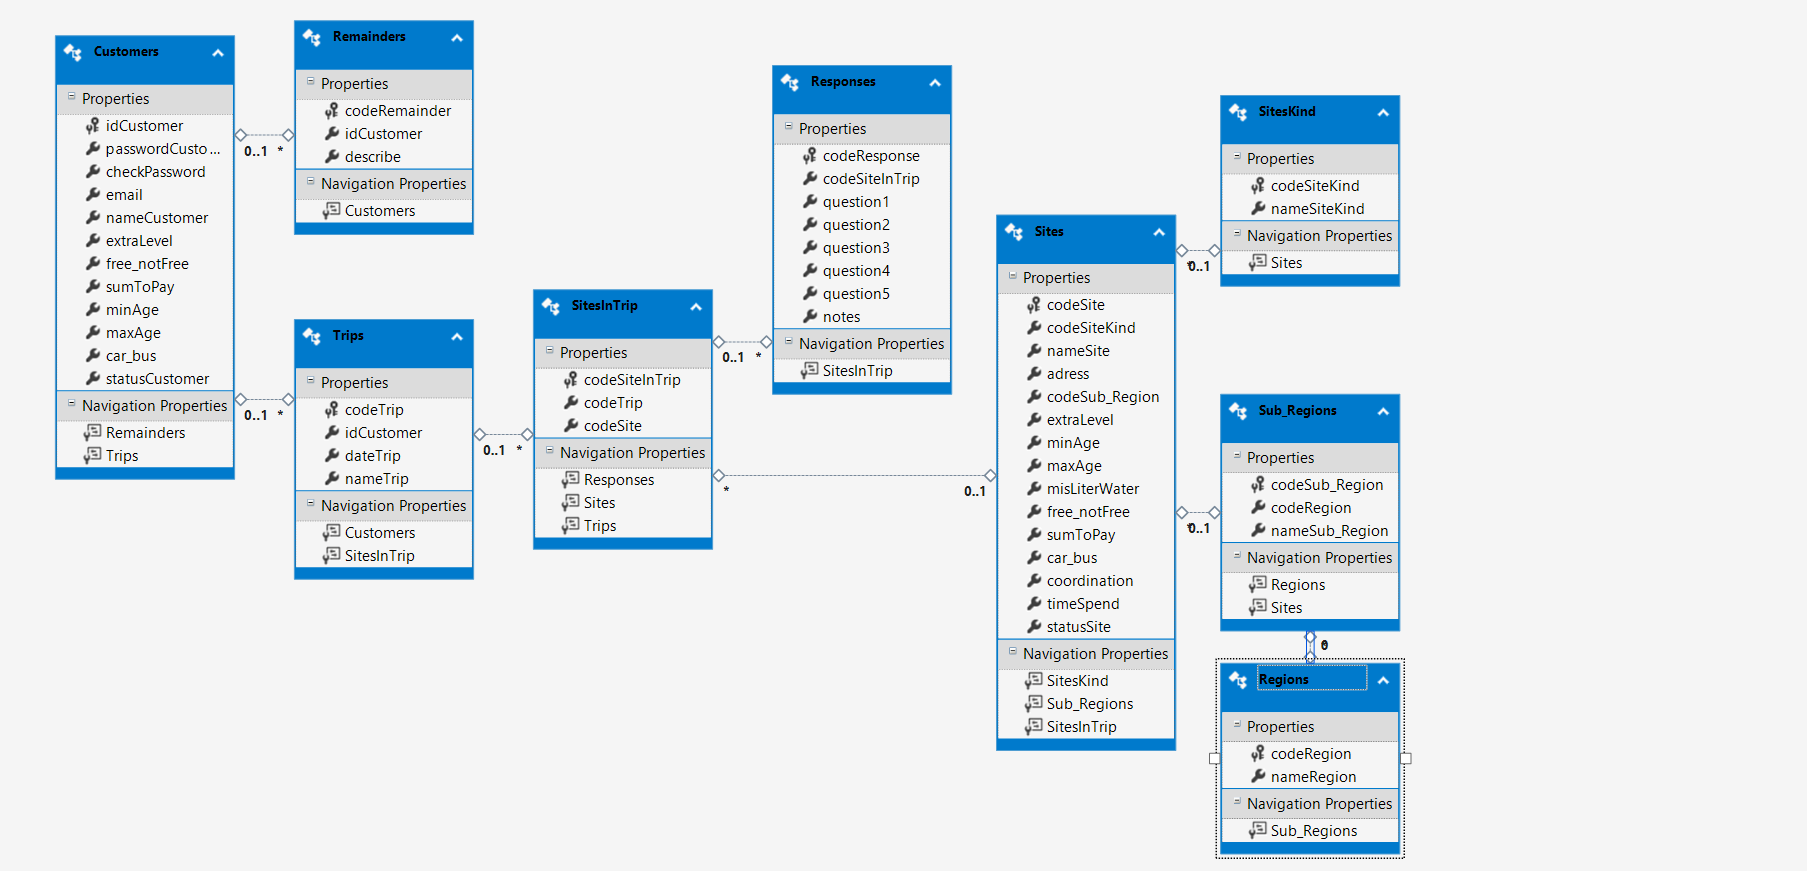 Customers
Properties
idCustomer
passwordCusto...
checkPassword
email
nameCustomer
extraLevel
free_notFree
sumToPay
minAge
maxAge
car_bus
statusCustomer
Navigation Properties
Remainders
Trips
0..1 *
0..1 *
Remainders
Properties
codeRemainder
idCustomer
describe
Navigation Properties
Customers
Trips
Properties
codeTrip
idCustomer
dateTrip
nameTrip
Navigation Properties
Customers
SitesInTrip
0..1 *
SitesInTrip
Properties
codeSiteInTrip
codeTrip
codeSite
Navigation Properties
Responses
Sites
Trips
0..1 *
* 0..1
Responses
Properties
codeResponse
codeSiteInTrip
question1
question2
question3
question4
question5
notes
Navigation Properties
SitesInTrip
Sites
Properties
codeSite
codeSiteKind
nameSite
adress
codeSub_Region
extraLevel
minAge
maxAge
misLiterWater
free_notFree
sumToPay
car_bus
coordination
timeSpend
statusSite
Navigation Properties
SitesKind
Sub_Regions
SitesInTrip
0..1
0..1
SitesKind
Properties
codeSiteKind
nameSiteKind
Navigation Properties
Sites
Sub_Regions
Properties
codeSub_Region
codeRegion
nameSub_Region
Navigation Properties
Regions
Sites
Regions
Properties
codeRegion
nameRegion
Navigation Properties
Sub_Regions